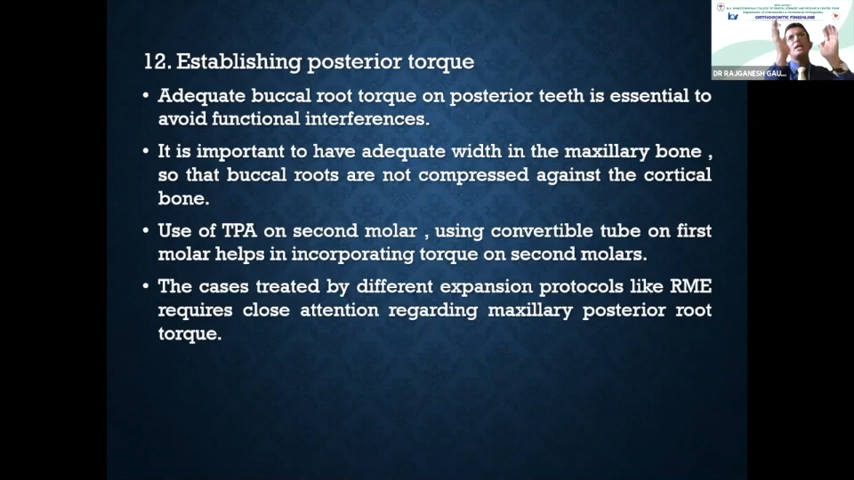 12. Establishing posterior torque
• Adequate buccal root torque on posterior teeth is essential to
avoid functional interferences.
• It is important to have adequate width in the maxillary bone ,
so that buccal roots are not compressed against the cortical
bone.
• Use of TPA on second molar , using convertible tube on first
molar helps in incorporating torque on second molars.
• The cases treated by different expansion protocols like RME
requires close attention regarding maxillary posterior root
torque.
ORTHODONTIC FINISHLINE
DR RAJGANESH GAU...